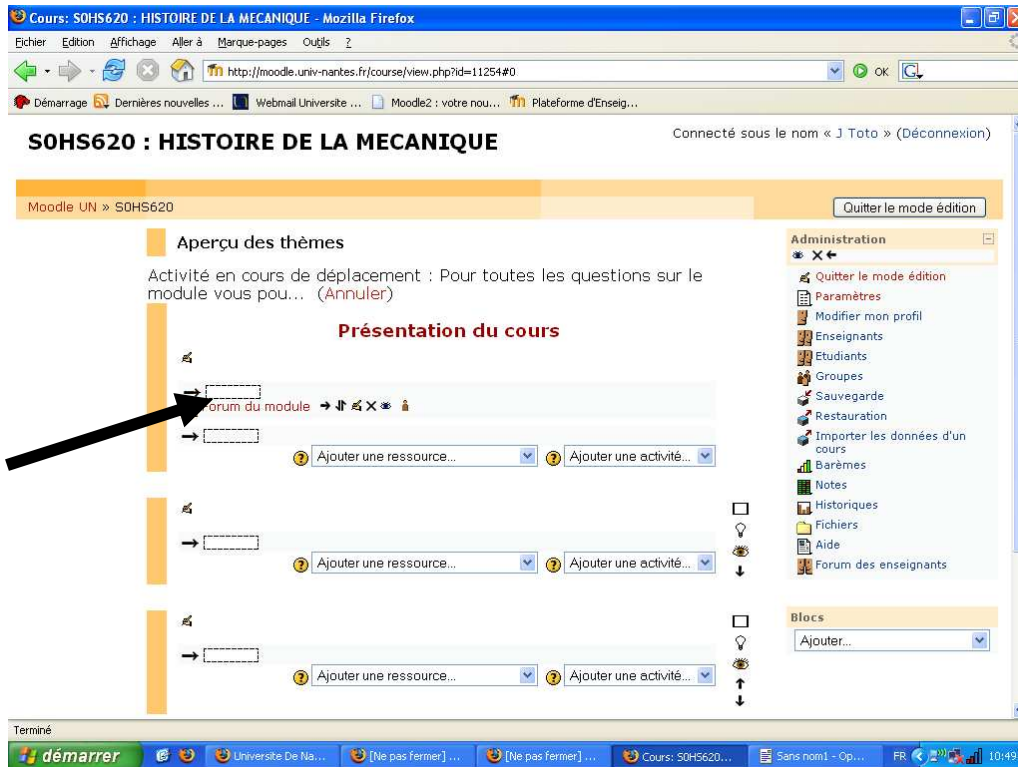 Cours: S0HS620 : HISTOIRE DE LA MECANIQUE - Mozilla Firefox
Eichier Edition Affichage Aller à Marque-pages Outils ?
http://moodle.univ-nantes.fr/course/view.php?id=11254#0 OK
Démarrage Dernières nouvelles ... Webmail Universite ... Moodle2 : votre nou... Plateforme d'Enseig...
S0HS620 : HISTOIRE DE LA MECANIQUE
Connecté sous le nom « J Toto » (Déconnexion)
Moodle UN » S0HS620
Quitter le mode édition
Aperçu des thèmes
Activité en cours de déplacement : Pour toutes les questions sur le
module vous pou... (Annuler)
Présentation du cours
Forum du module
Ajouter une ressource... Ajouter une activité...
Ajouter une ressource... Ajouter une activité...
Ajouter une ressource... Ajouter une activité...
Administration
Quitter le mode édition
Paramètres
Modifier mon profil
Enseignants
Etudiants
Groupes
Sauvegarde
Restauration
Importer les données d'un
cours
Barèmes
Notes
Historiques
Fichiers
Aide
Forum des enseignants
Blocs
Ajouter...
Terminé
démarrer Universite De Na... [Ne pas fermer] ... [Ne pas fermer] ... Cours: S0HS620... Sans nom1 - Op... FR 10:49